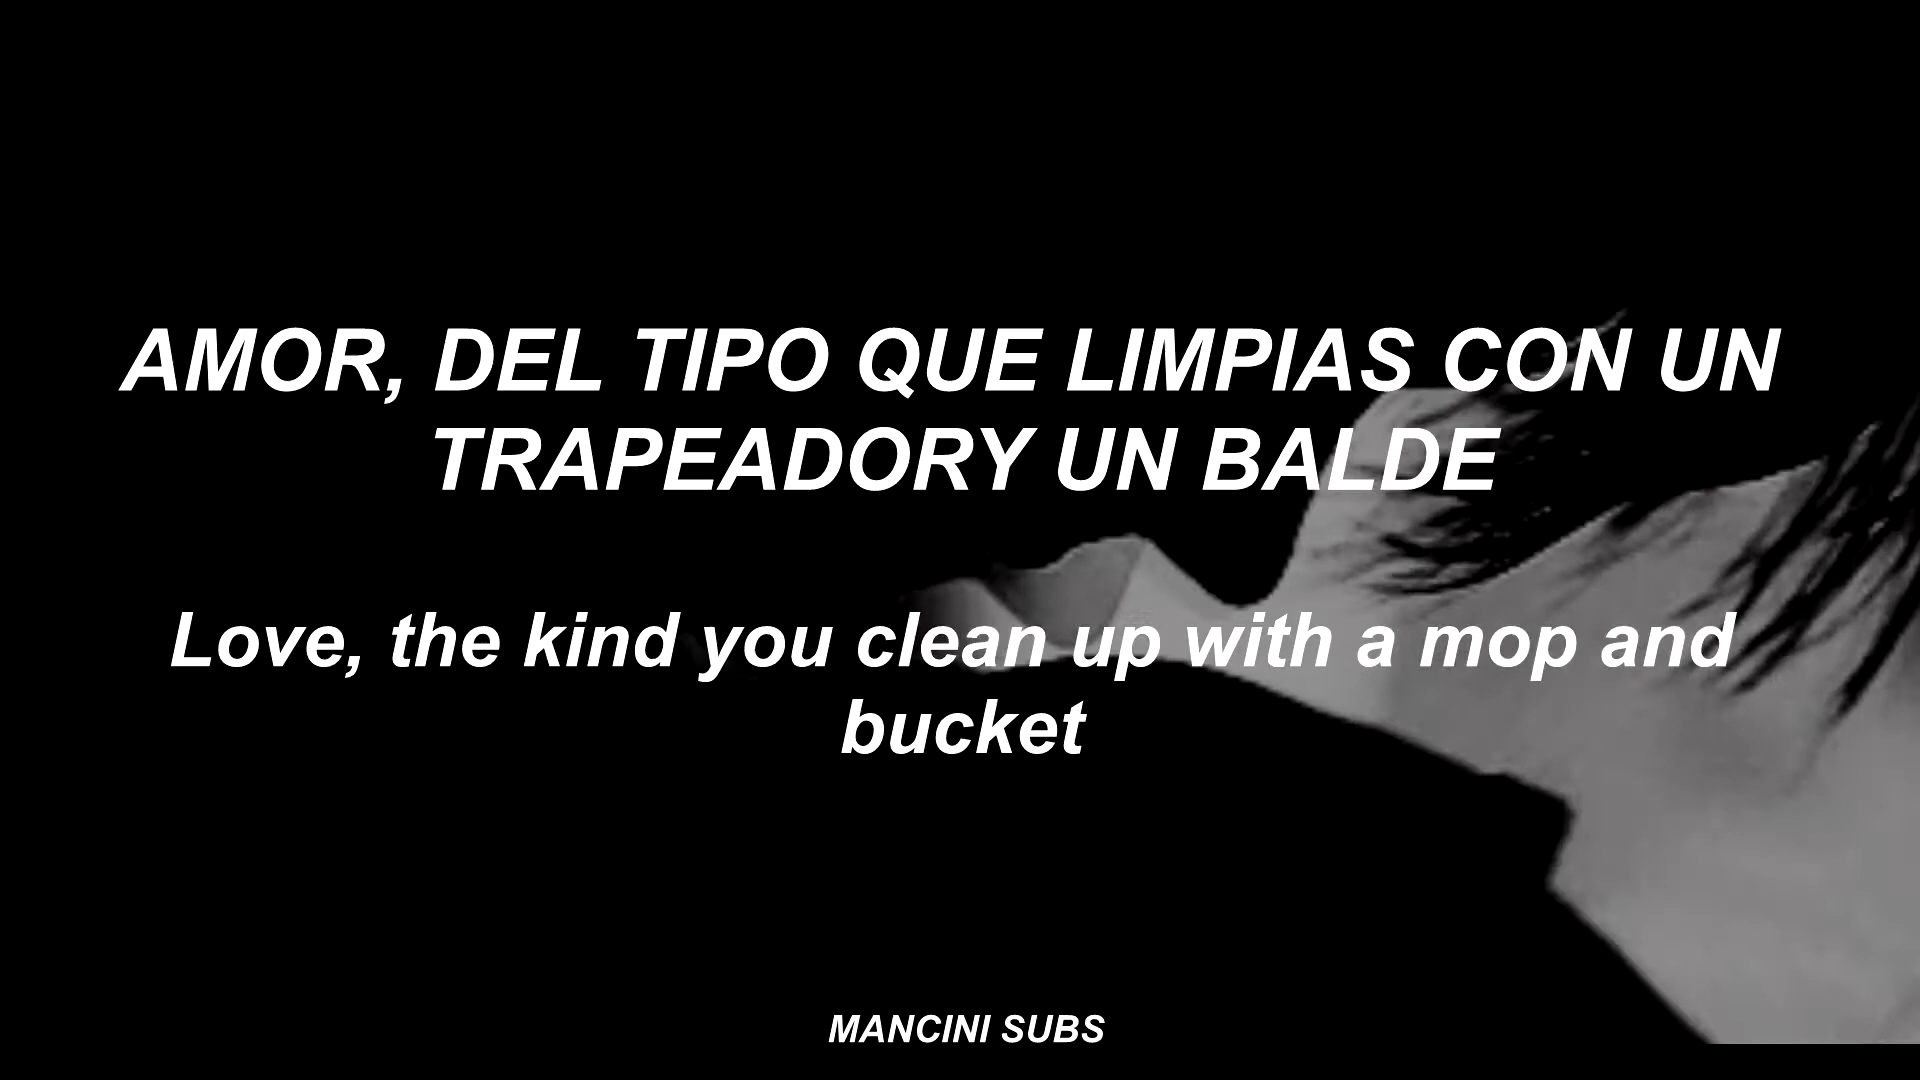 AMOR, DEL TIPO QUE LIMPIAS CON UN
TRAPEADORY UN BALDE
Love, the kind you clean up with a mop and
bucket
MANCINI SUBS